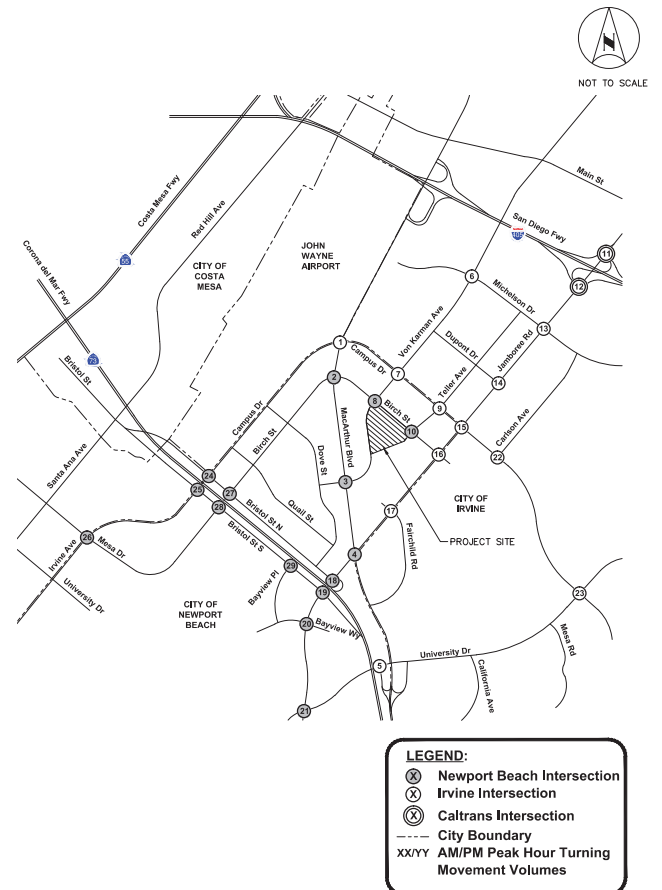 N
NOT TO SCALE
Main St
San Diego Fwy
405
Costa Mesa Fwy
Red Hill Ave
JOHN
WAYNE
AIRPORT
Corona del Mar Fwy
55
CITY OF
COSTA
MESA
11
12
6
Michelson Dr
13
Von Karman Ave
Dupont Dr
Jamboree Rd
73
Bristol St
1
Campus Dr
7
Teller Ave
14
2
8
Birch St
9
15
Carlson Ave
Campus Dr
Birch St
MacArthur Blvd
10
16
22
Dove St
Santa Ana Ave
24
25
27
28
3
CITY OF
IRVINE
Quail St
Bristol St N
17
Fairchild Rd
PROJECT SITE
Bristol St S
26
Mesa Dr
Irvine Ave
4
29
18
University Dr
Bayview Pl
19
23
CITY OF
NEWPORT
BEACH
20
Bayview Wy
Mesa Rd
5
University Dr
California Ave
21
LEGEND:
X Newport Beach Intersection
X Irvine Intersection
X Caltrans Intersection
City Boundary
XX/YY AM/PM Peak Hour Turning
Movement Volumes